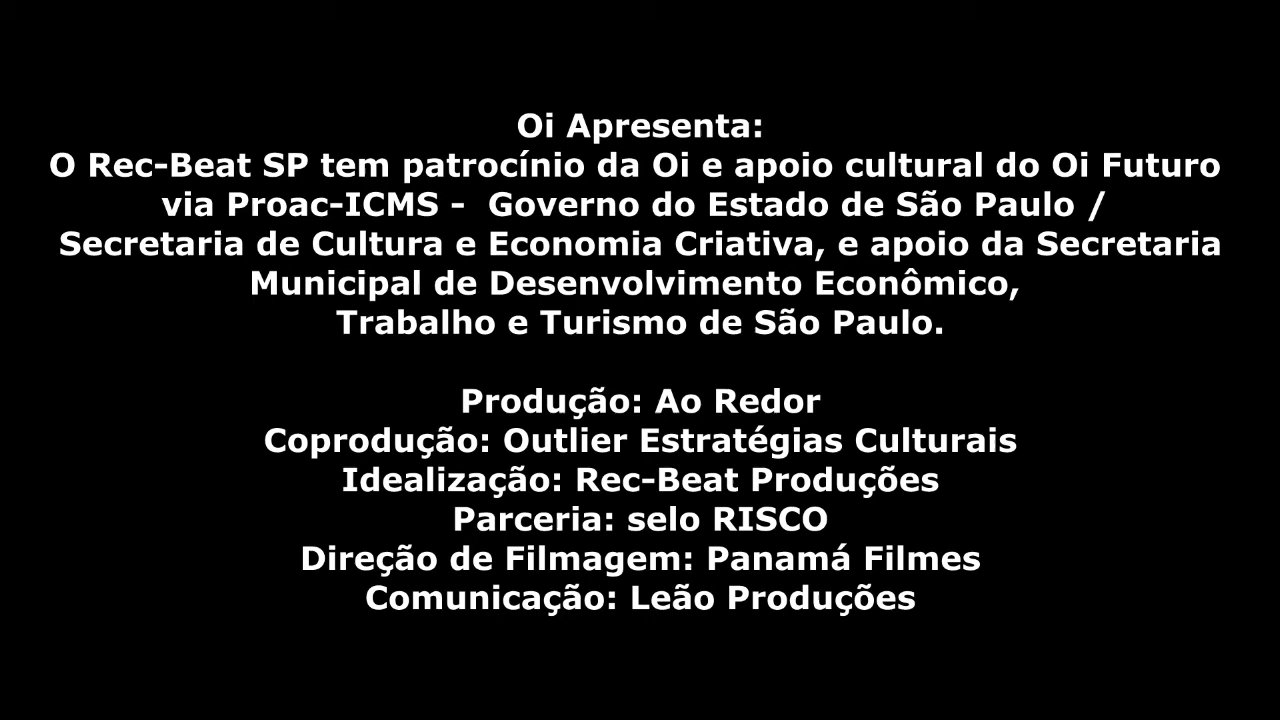 Oi Apresenta:
O Rec-Beat SP tem patrocínio da Oi e apoio cultural do Oi Futuro
via Proac-ICMS -  Governo do Estado de São Paulo /
Secretaria de Cultura e Economia Criativa, e apoio da Secretaria
Municipal de Desenvolvimento Econômico,
Trabalho e Turismo de São Paulo.
Produção: Ao Redor
Coprodução: Outlier Estratégias Culturais
Idealização: Rec-Beat Produções
Parceria: selo RISCO
Direção de Filmagem: Panamá Filmes
Comunicação: Leão Produções